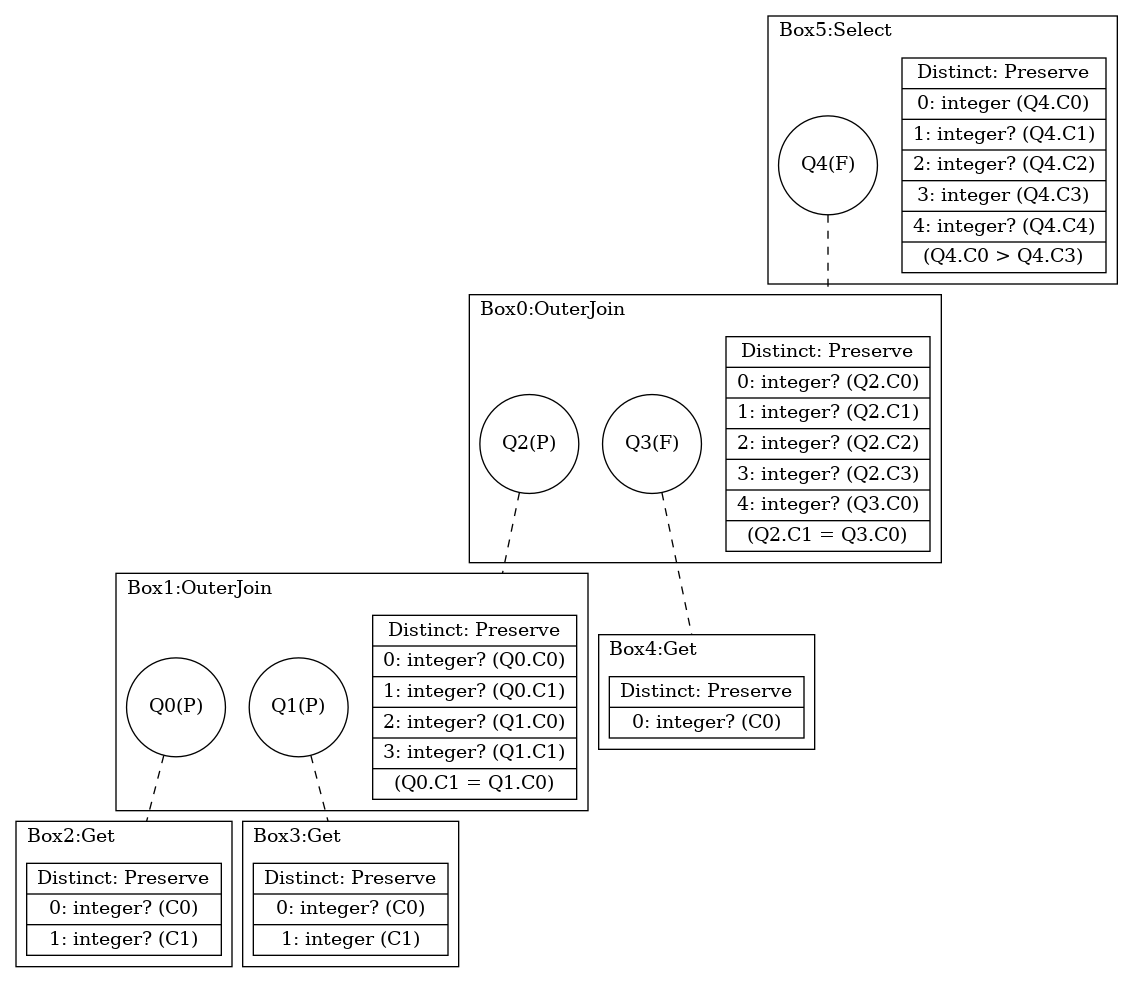 Box5:Select
Q4(F)
Distinct: Preserve
0: integer (Q4.C0)
1: integer? (Q4.C1)
2: integer? (Q4.C2)
3: integer (Q4.C3)
4: integer? (Q4.C4)
(Q4.C0 > Q4.C3)
Box0:OuterJoin
Q2(P)
Q3(F)
Distinct: Preserve
0: integer? (Q2.C0)
1: integer? (Q2.C1)
2: integer? (Q2.C2)
3: integer? (Q2.C3)
4: integer? (Q3.C0)
(Q2.C1 = Q3.C0)
Box1:OuterJoin
Q0(P)
Q1(P)
Distinct: Preserve
0: integer? (Q0.C0)
1: integer? (Q0.C1)
2: integer? (Q1.C0)
3: integer? (Q1.C1)
(Q0.C1 = Q1.C0)
Box4:Get
Distinct: Preserve
0: integer? (C0)
Box2:Get
Distinct: Preserve
0: integer? (C0)
1: integer? (C1)
Box3:Get
Distinct: Preserve
0: integer? (C0)
1: integer (C1)